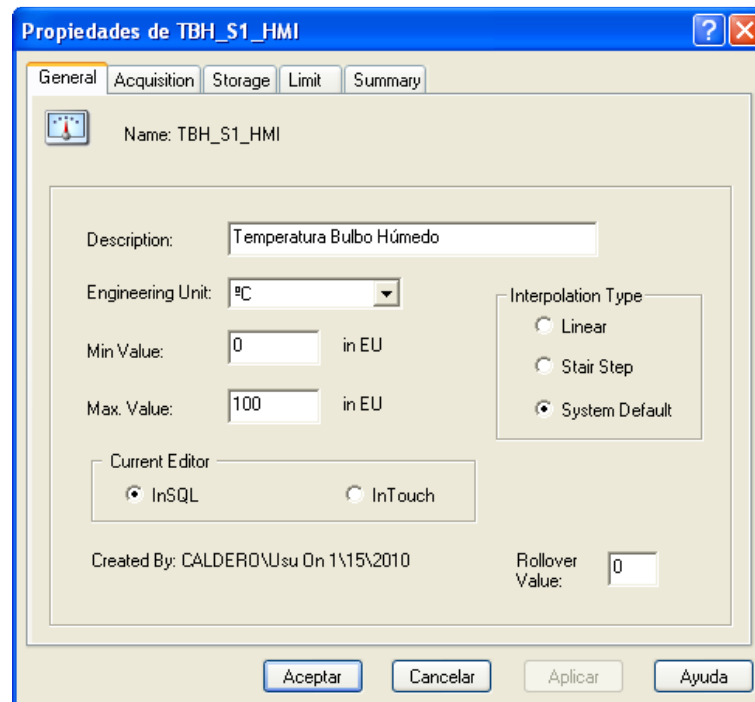 Propiedades de TBH_S1_HMI
General Acquisition Storage Limit Summary
Name: TBH_S1_HMI
Description: Temperatura Bulbo Húmedo
Engineering Unit: ºC
Interpolation Type
Linear
Min Value: 0 in EU
Stair Step
Max. Value: 100 in EU
System Default
Current Editor
InSQL InTouch
Created By: CALDERO\Usu On 1\15\2010
Rollover
Value: 0
Aceptar Cancelar Aplicar Ayuda